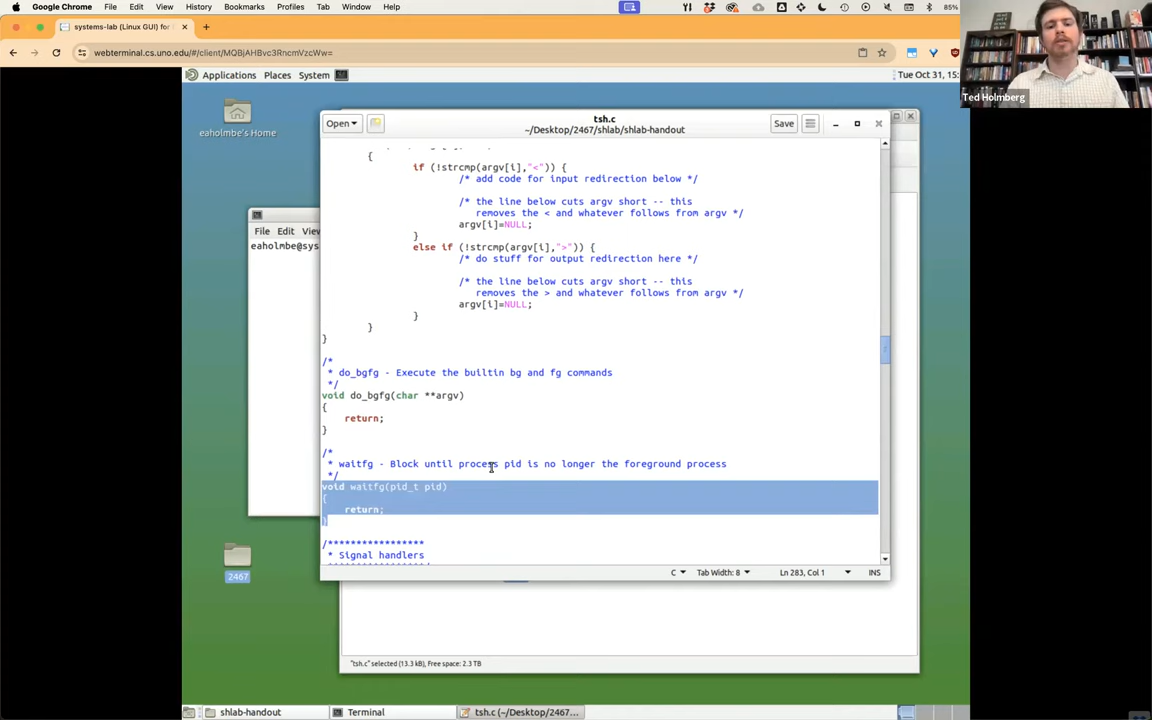 Google Chrome File Edit View History Bookmarks Profiles Tab Window Help 85%
systems-lab (Linux GUI) for
webterminal.cs.uno.edu/#/client/MQBjAHBvc3RncmVzcWw=
Applications Places System Tue Oct 31, 15:
Ted Holmberg
eaholmbe's Home
Open tsh.c Save
~/Desktop/2467/shlab/shlab-handout
File Edit View
eaholmbe@sys
{
if (!strcmp(argv[i],"<")) {
/* add code for input redirection below */
/* the line below cuts argv short -- this
removes the < and whatever follows from argv */
argv[i]=NULL;
}
else if (!strcmp(argv[i],">")) {
/* do stuff for output redirection here */
/* the line below cuts argv short -- this
removes the > and whatever follows from argv */
argv[i]=NULL;
}
}
}
/*
* do_bgfg - Execute the builtin bg and fg commands
*/
void do_bgfg(char **argv)
{
return;
}
/*
* waitfg - Block until process pid is no longer the foreground process
*/
void waitfg(pid_t pid)
{
return;
}
/*****************
* Signal handlers
C Tab Width: 8 Ln 283, Col 1 INS
2467
"tsh.c" selected (13.3 kB), Free space: 2.3 TB
shlab-handout Terminal tsh.c (~/Desktop/2467...